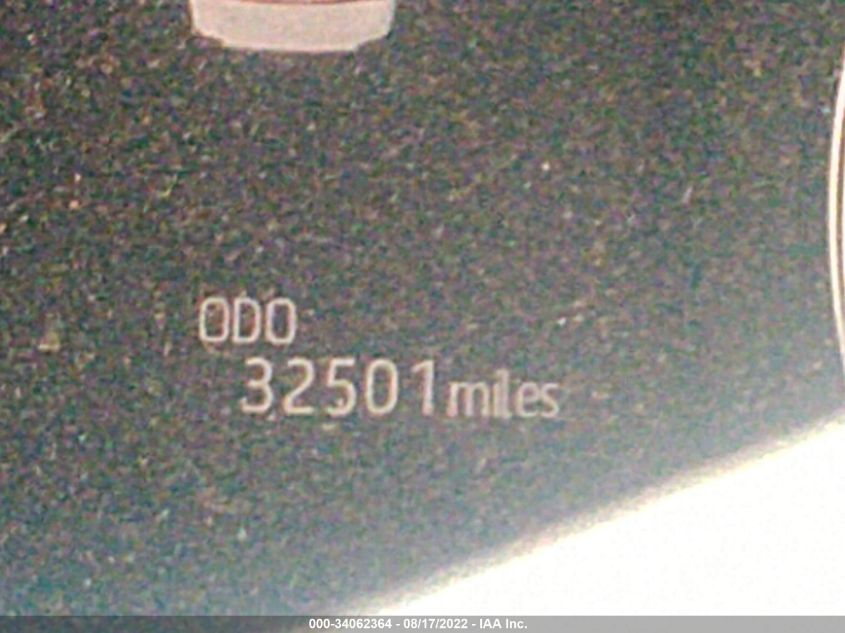 ODO
32501miles
000-34062364 - 08/17/2022 - IAA Inc.